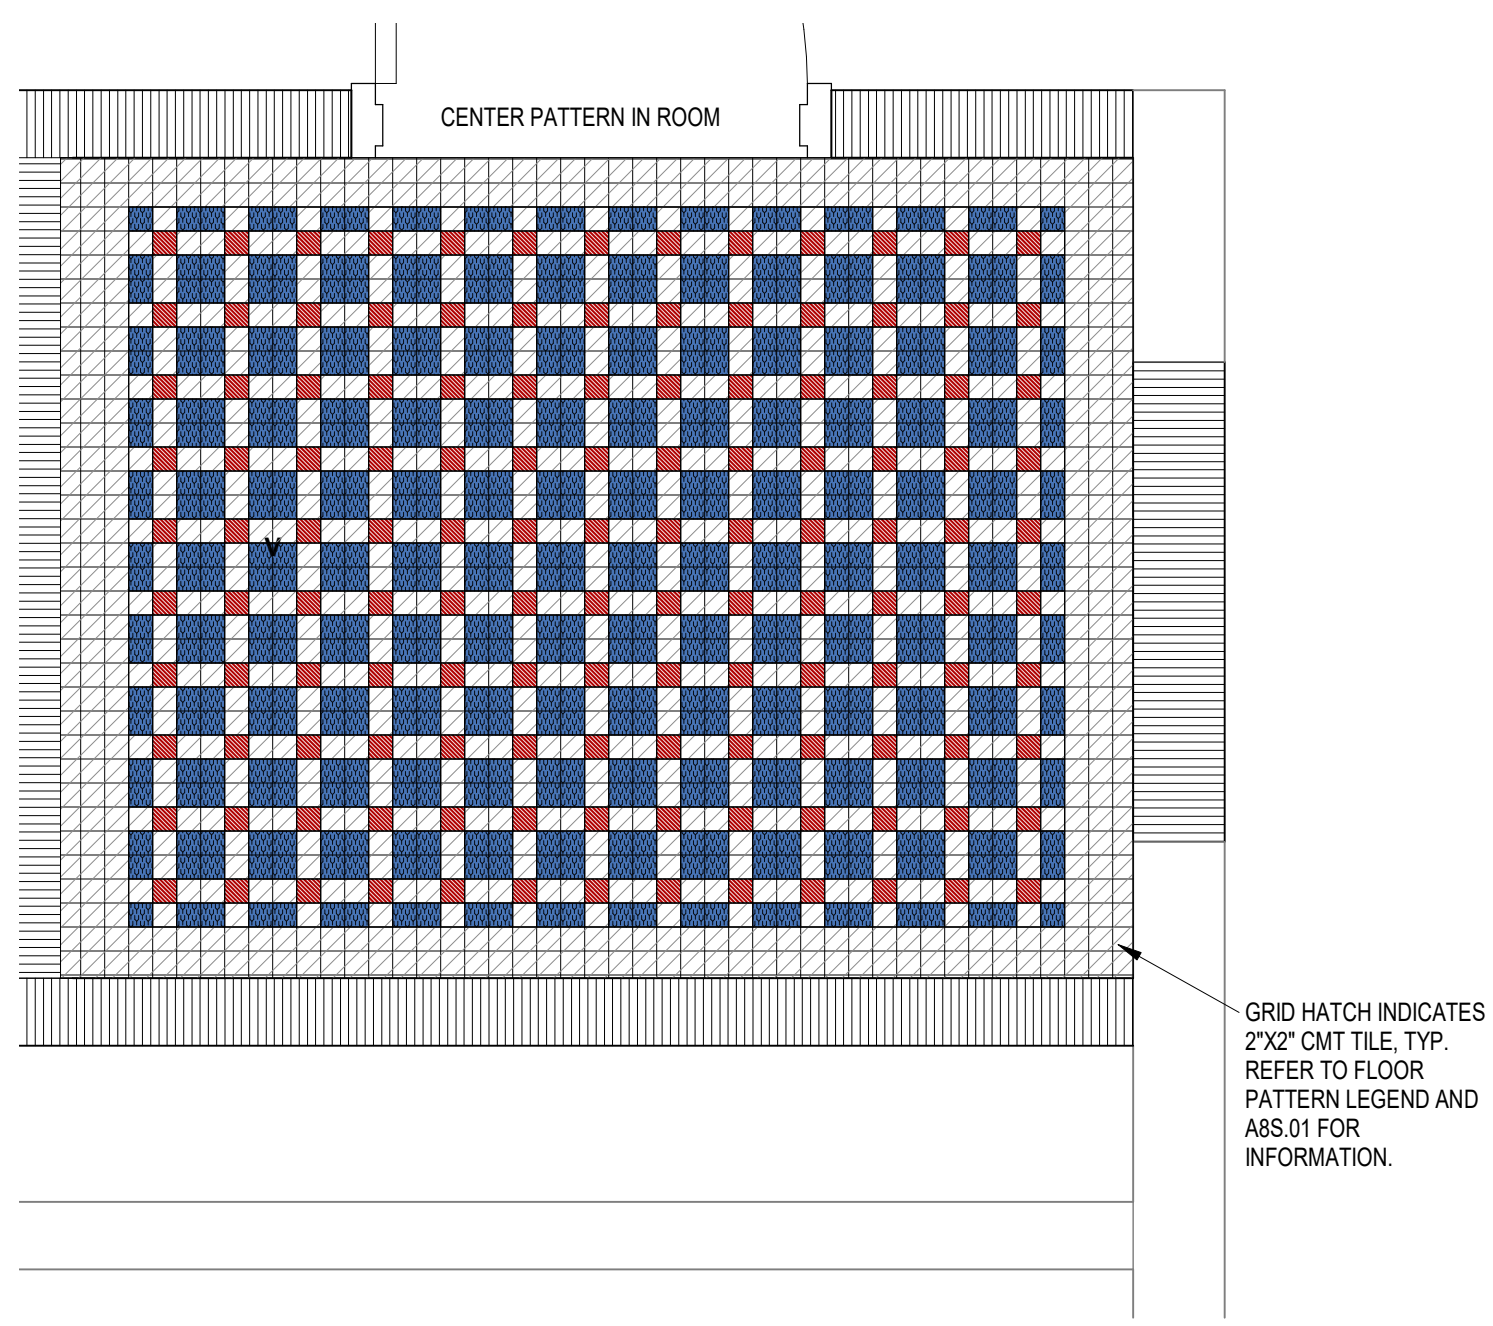 CENTER PATTERN IN ROOM
V
GRID HATCH INDICATES
2"X2" CMT TILE, TYP.
REFER TO FLOOR
PATTERN LEGEND AND
A8S.01 FOR
INFORMATION.